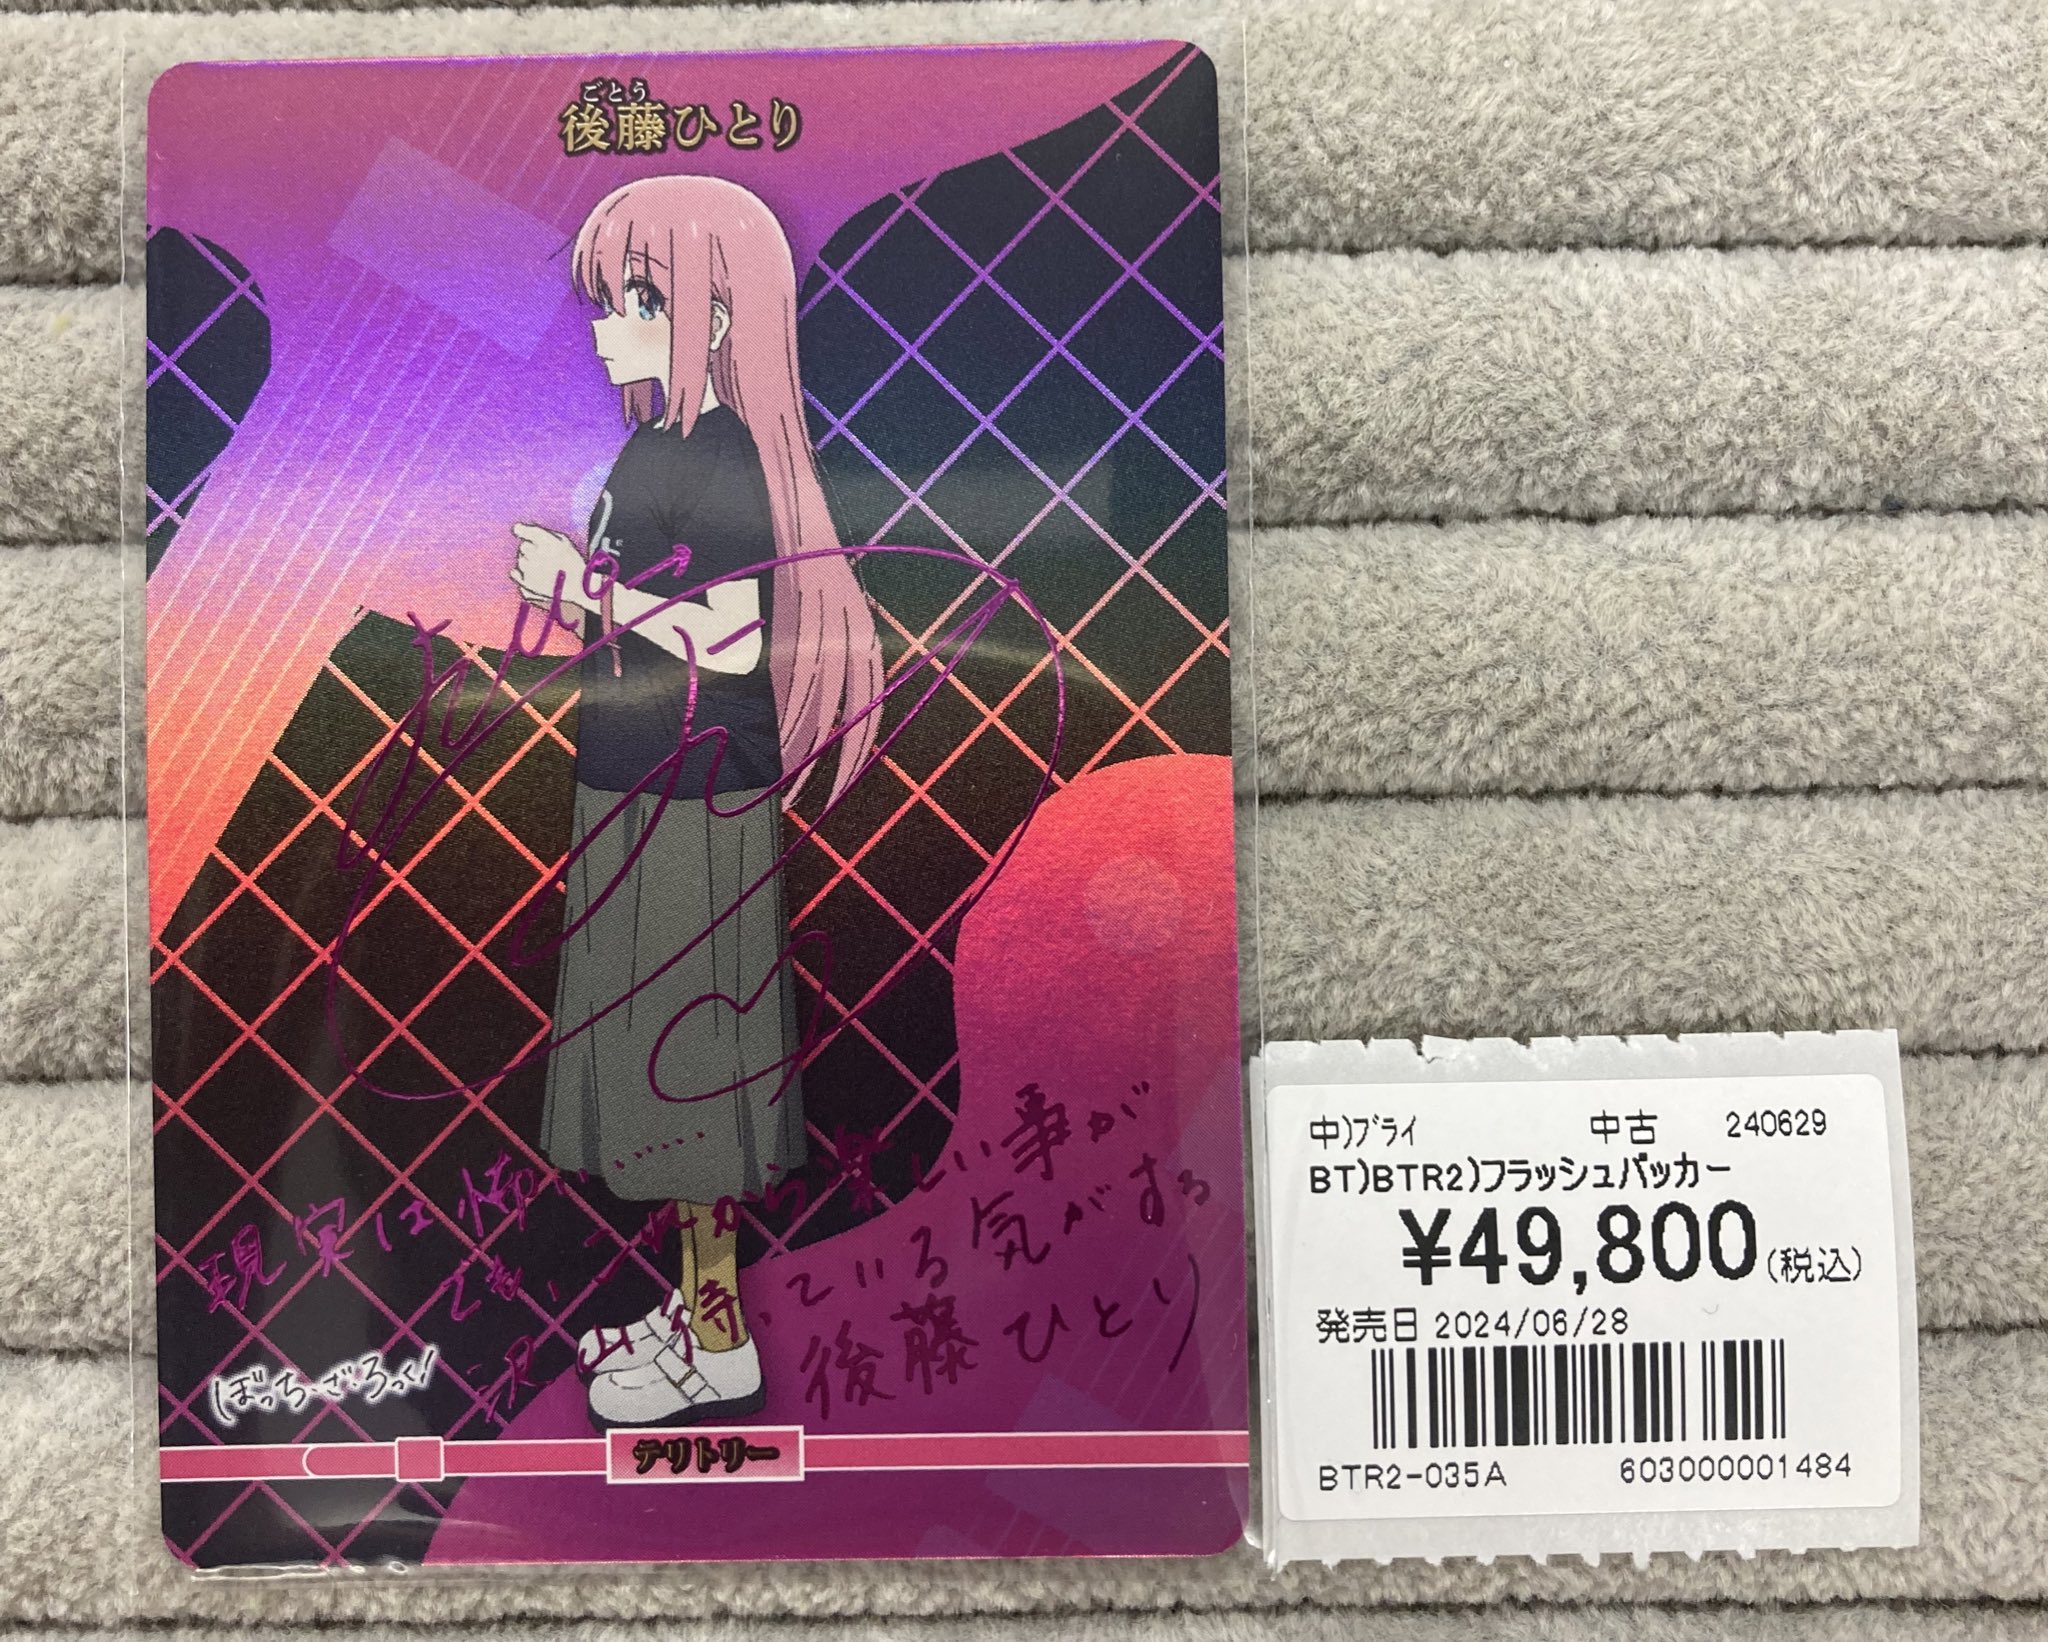 ごとう
後藤ひとり
現実は怖い……
でも、これから楽しい事が
沢山待っている気がする
後藤ひとり
ぼっち・ざ・ろっく!
テリトリー
中)ブライ 中古 240629
BT)BTR2)フラッシュバッカー
¥49,800(税込)
発売日 2024/06/28
BTR2-035A 603000001484